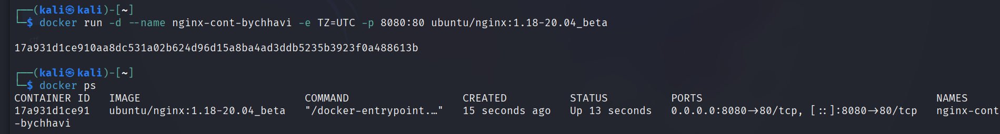 ┌──(kali㉿kali)-[~]
└─$ docker run -d --name nginx-cont-bychhavi -e TZ=UTC -p 8080:80 ubuntu/nginx:1.18-20.04_beta
17a931d1ce910aa8dc531a02b624d96d15a8ba4ad3ddb5235b3923f0a488613b
┌──(kali㉿kali)-[~]
└─$ docker ps
CONTAINER ID   IMAGE                          COMMAND                  CREATED          STATUS          PORTS                                     NAMES
17a931d1ce91   ubuntu/nginx:1.18-20.04_beta   "/docker-entrypoint.…"   15 seconds ago   Up 13 seconds   0.0.0.0:8080->80/tcp, [::]:8080->80/tcp   nginx-cont
-bychhavi